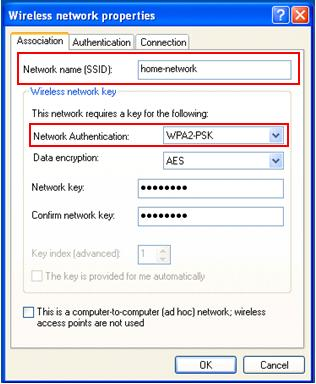 Wireless network properties
Association
Authentication
Connection
Network name (SSID):
home-network
Wireless network key
This network requires a key for the following:
Network Authentication:
WPA2-PSK
Data encryption:
AES
Network key:
••••••••
Confirm network key:
••••••••
Key index (advanced):
1
The key is provided for me automatically
This is a computer-to-computer (ad hoc) network; wireless
access points are not used
OK
Cancel